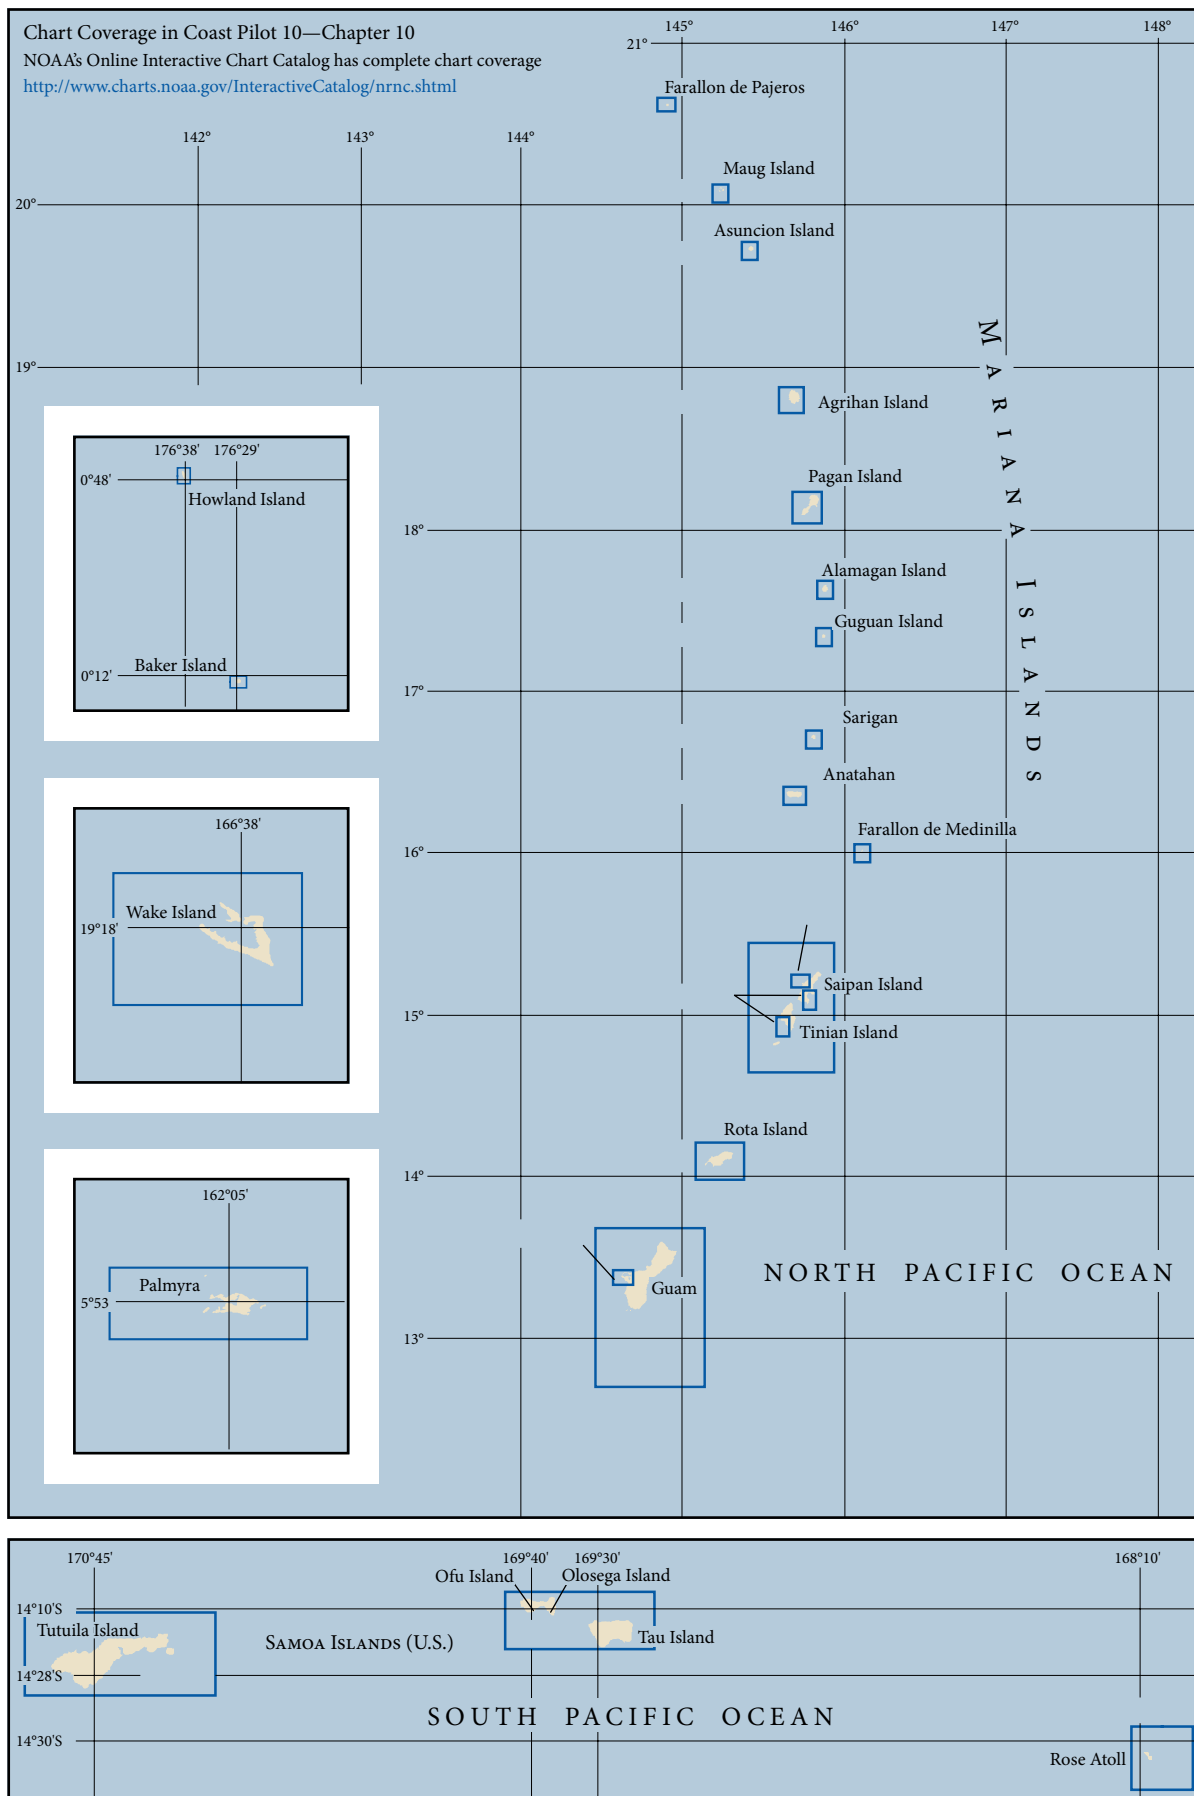 Chart Coverage in Coast Pilot 10—Chapter 10
NOAA's Online Interactive Chart Catalog has complete chart coverage
http://www.charts.noaa.gov/InteractiveCatalog/nrnc.shtml
145°
146°
147°
148°
21°
Farallon de Pajeros
142°
143°
144°
Maug Island
20°
Asuncion Island
MARIANA ISLANDS
19°
Agrihan Island
176°38' 176°29'
0°48'
Howland Island
Baker Island
0°12'
Pagan Island
18°
Alamagan Island
Guguan Island
17°
Sarigan
Anatahan
Farallon de Medinilla
16°
166°38'
Wake Island
19°18'
Saipan Island
15°
Tinian Island
Rota Island
14°
162°05'
Palmyra
5°53
Guam
NORTH PACIFIC OCEAN
13°
170°45'
169°40' 169°30'
168°10'
Ofu Island
Olosega Island
14°10'S
Tutuila Island
SAMOA ISLANDS (U.S.)
Tau Island
14°28'S
SOUTH PACIFIC OCEAN
14°30'S
Rose Atoll